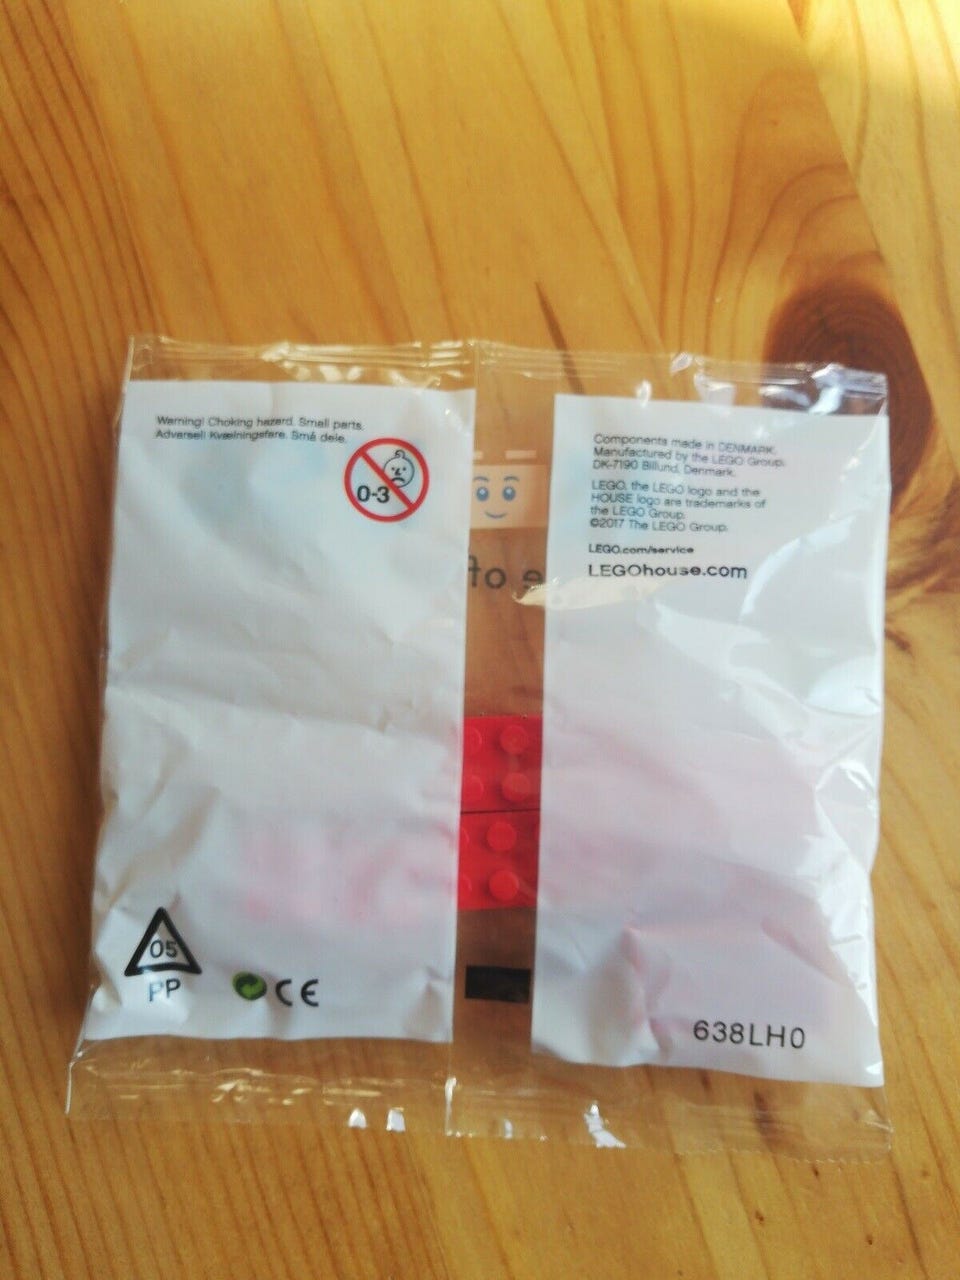 Warning! Choking hazard. Small parts.
Advarsel! Kvælningsfare. Små dele.
0-3
05
PP
CE
to e
Components made in DENMARK.
Manufactured by the LEGO Group.
DK-7190 Billund, Denmark.
LEGO, the LEGO logo and the
HOUSE logo are trademarks of
the LEGO Group.
©2017 The LEGO Group.
LEGO.com/service
LEGOhouse.com
638LH0